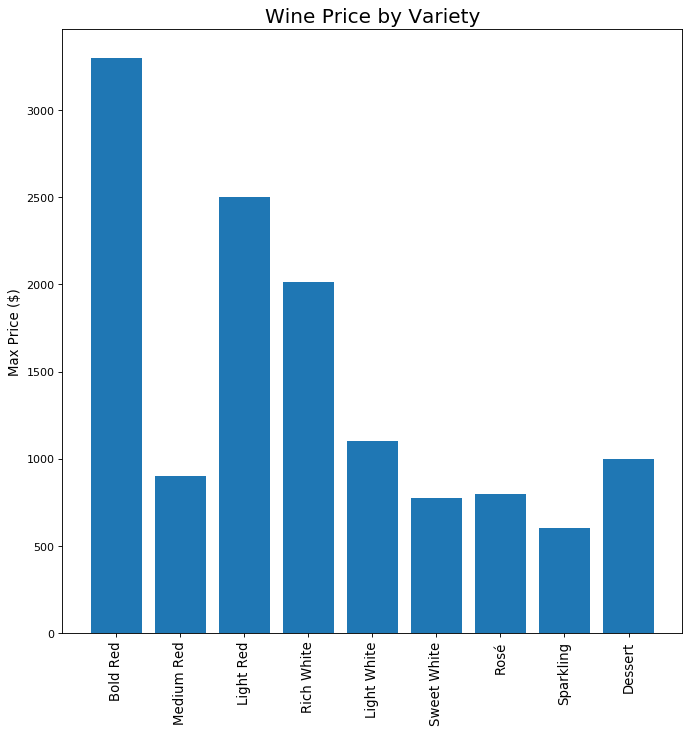 Wine Price by Variety
Max Price ($)
3000
2500
2000
1500
1000
500
0
Bold Red
Medium Red
Light Red
Rich White
Light White
Sweet White
Rosé
Sparkling
Dessert